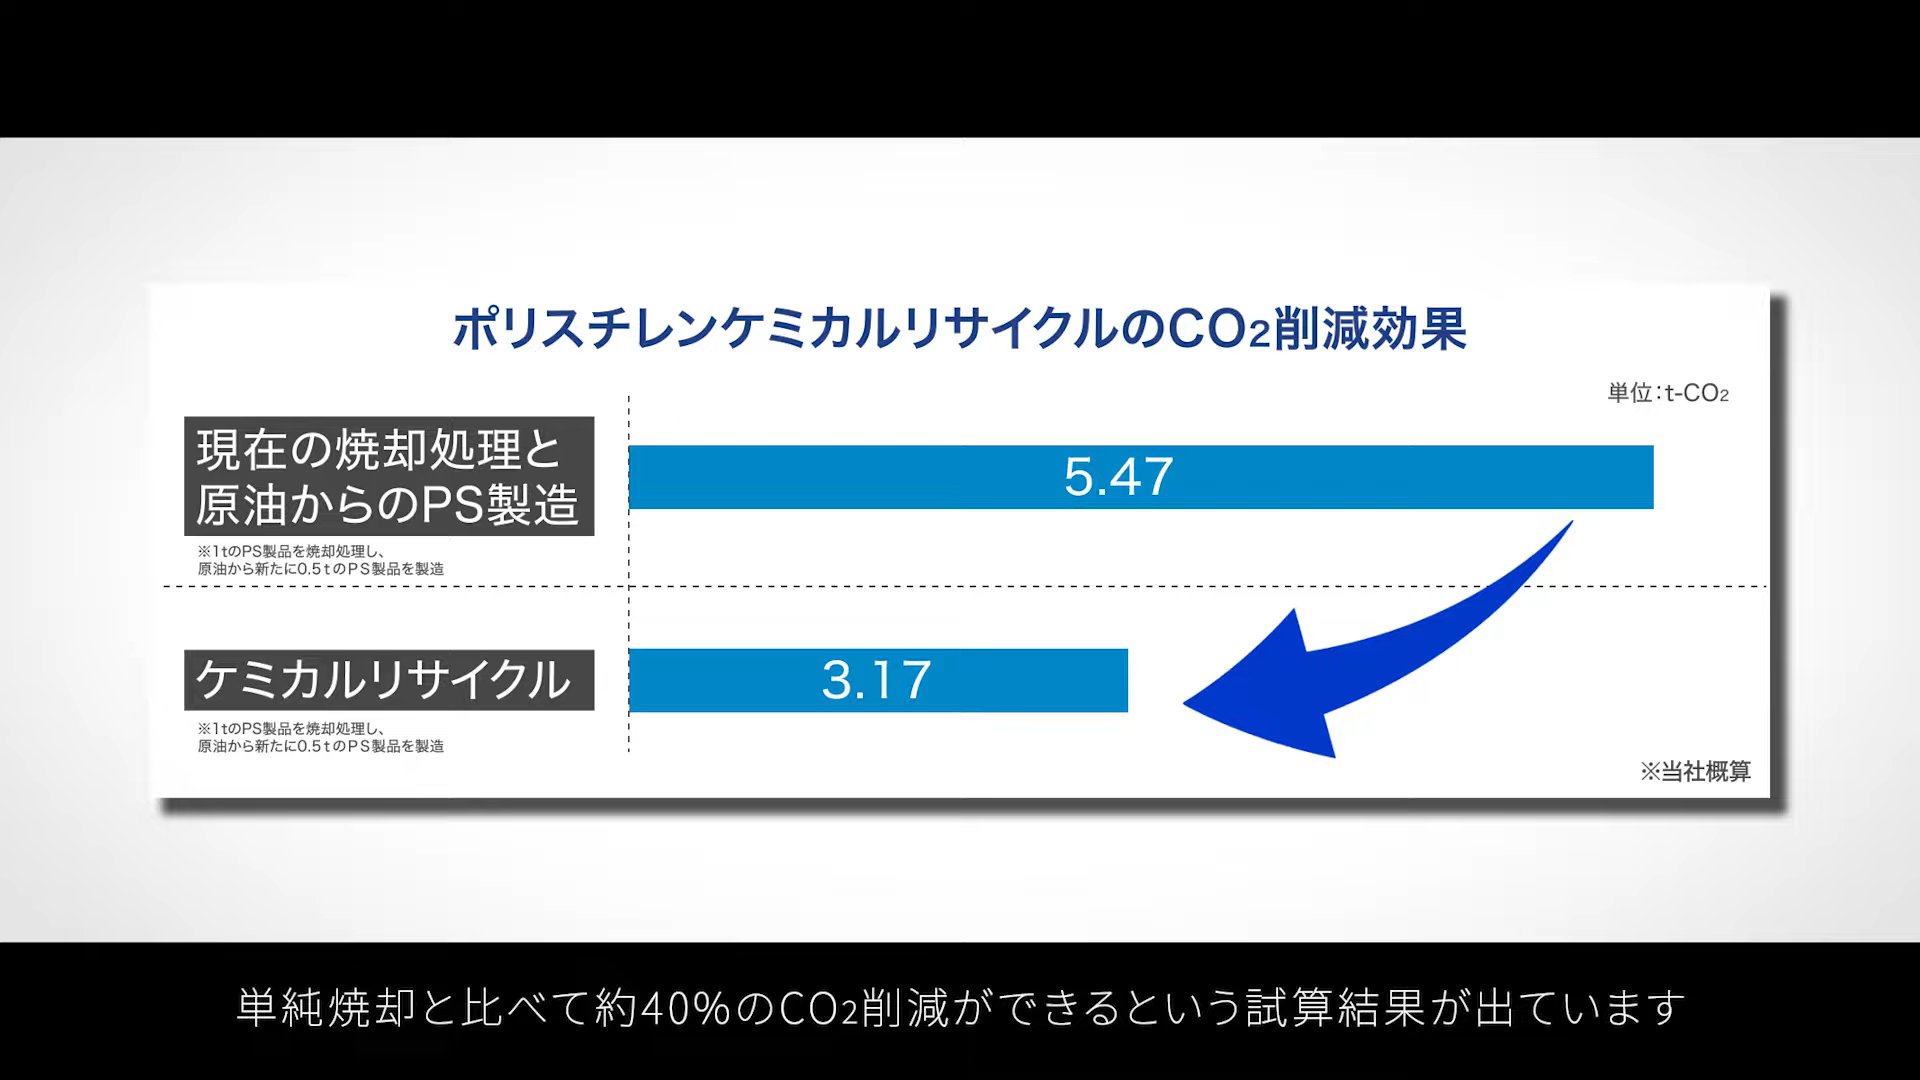 ポリスチレンケミカルリサイクルのCO2削減効果
単位:t-CO2
現在の焼却処理と
原油からのPS製造
5.47
※1tのPS製品を焼却処理し、
原油から新たに0.5tのPS製品を製造
ケミカルリサイクル
3.17
※1tのPS製品を焼却処理し、
原油から新たに0.5tのPS製品を製造
※当社概算
単純焼却と比べて約40%のCO2削減ができるという試算結果が出ています